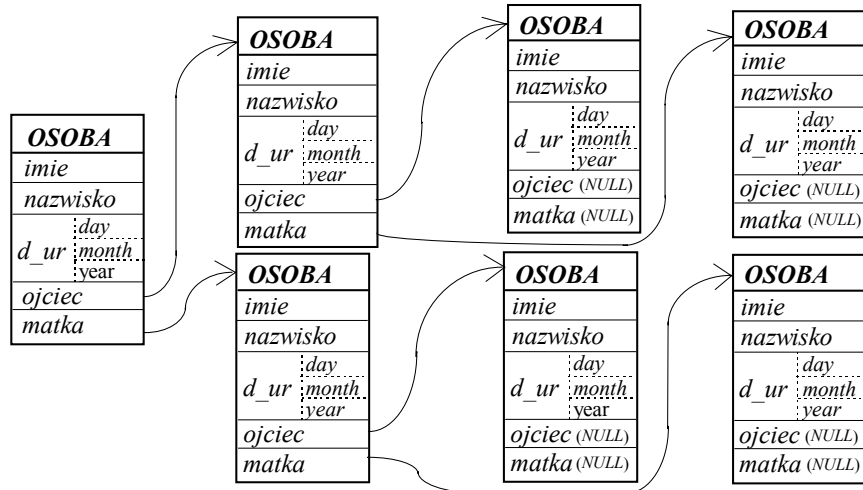 OSOBA
imie
nazwisko
d_ur day
month
year
ojciec
matka
OSOBA
imie
nazwisko
d_ur day
month
year
ojciec
matka
OSOBA
imie
nazwisko
d_ur day
month
year
ojciec (NULL)
matka (NULL)
OSOBA
imie
nazwisko
d_ur day
month
year
ojciec (NULL)
matka (NULL)
OSOBA
imie
nazwisko
d_ur day
month
year
ojciec
matka
OSOBA
imie
nazwisko
d_ur day
month
year
ojciec (NULL)
matka (NULL)
OSOBA
imie
nazwisko
d_ur day
month
year
ojciec (NULL)
matka (NULL)